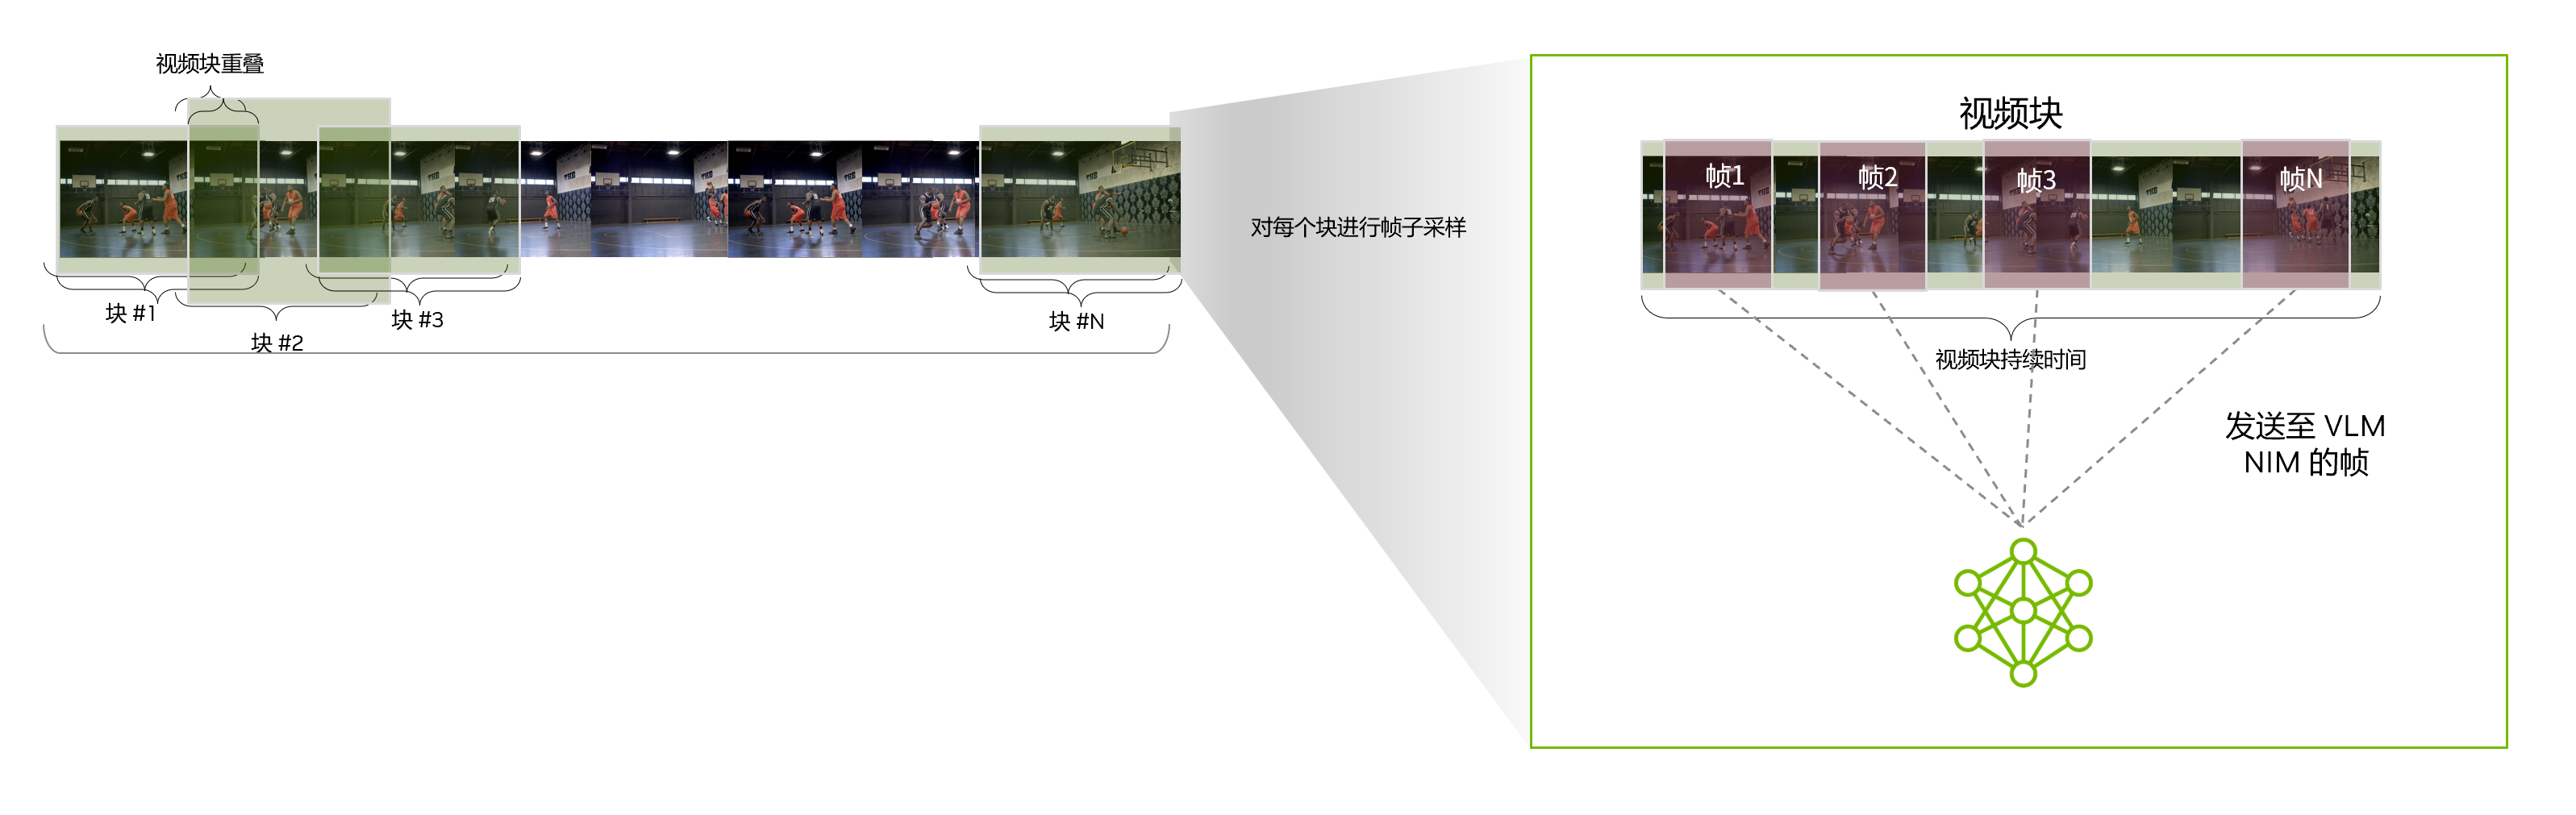 视频块重叠
块 #1
块 #2
块 #3
块 #N
对每个块进行帧子采样
视频块
帧1
帧2
帧3
帧N
视频块持续时间
发送至 VLM
NIM 的帧